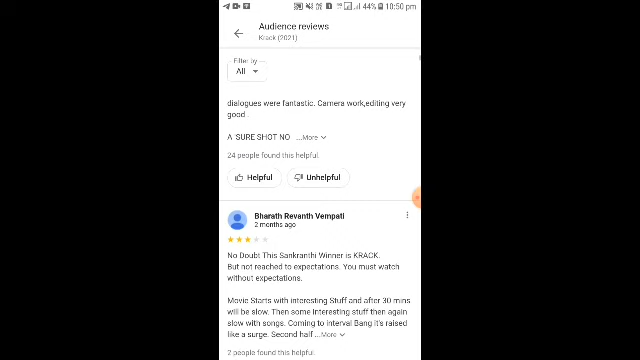 44% 10:50 pm
Audience reviews
Krack (2021)
Filter by
All
dialogues were fantastic. Camera work,editing very
good .
A 'SURE SHOT NO ...More
24 people found this helpful.
Helpful Unhelpful
Bharath Revanth Vempati
2 months ago
No Doubt This Sankranthi Winner is KRACK.
But not reached to expectations. You must watch
without expectations.
Movie Starts with interesting Stuff and after 30 mins
will be slow. Then some Interesting stuff then again
slow with songs. Coming to interval Bang it's raised
like a surge. Second half ...More
2 people found this helpful.